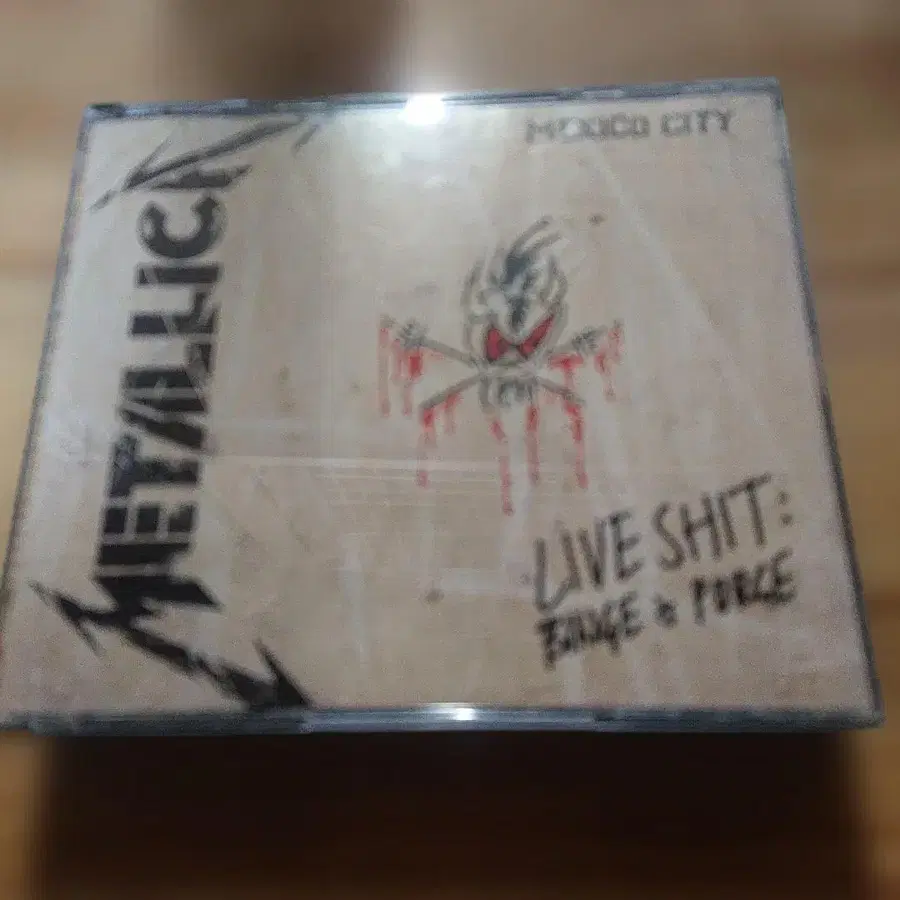 METALLICA
MEXICO CITY
LIVE SHIT:
BINGE & PURGE